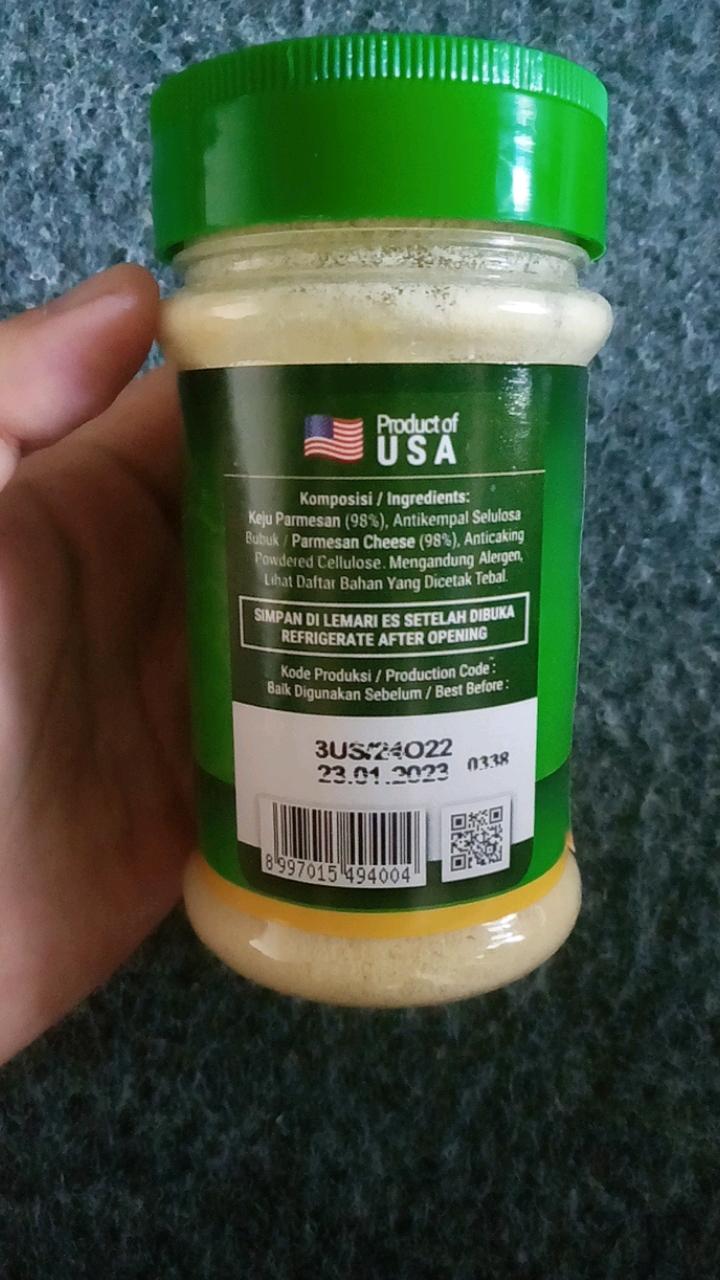 Product of
USA
Komposisi / Ingredients:
Keju Parmesan (98%), Antikempal Selulosa
Bubuk / Parmesan Cheese (98%), Anticaking
Powdered Cellulose. Mengandung Alergen,
Lihat Daftar Bahan Yang Dicetak Tebal.
SIMPAN DI LEMARI ES SETELAH DIBUKA
REFRIGERATE AFTER OPENING
Kode Produksi / Production Code :
Baik Digunakan Sebelum / Best Before :
3US/24O22
23.01.2023 0338
8 997015 494004